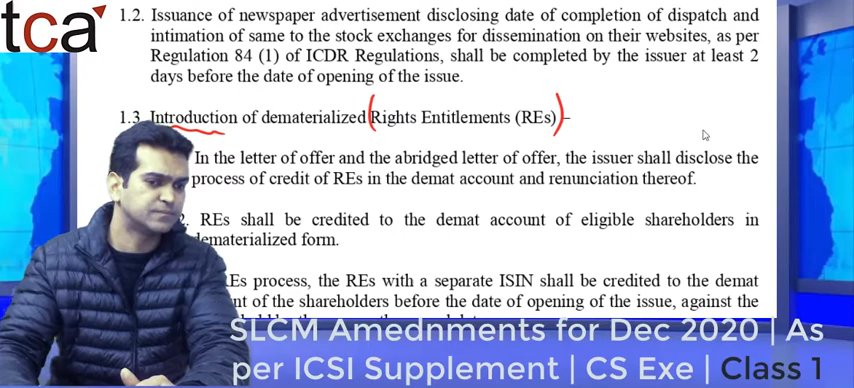 tca
1.2. Issuance of newspaper advertisement disclosing date of completion of dispatch and
intimation of same to the stock exchanges for dissemination on their websites, as per
Regulation 84 (1) of ICDR Regulations, shall be completed by the issuer at least 2
days before the date of opening of the issue.
1.3 Introduction of dematerialized (Rights Entitlements (REs) –
In the letter of offer and the abridged letter of offer, the issuer shall disclose the
process of credit of REs in the demat account and renunciation thereof.
REs shall be credited to the demat account of eligible shareholders in
dematerialized form.
REs process, the REs with a separate ISIN shall be credited to the demat
of the shareholders before the date of opening of the issue, against the
SLCM Amednments for Dec 2020 | As
per ICSI Supplement | CS Exe | Class 1